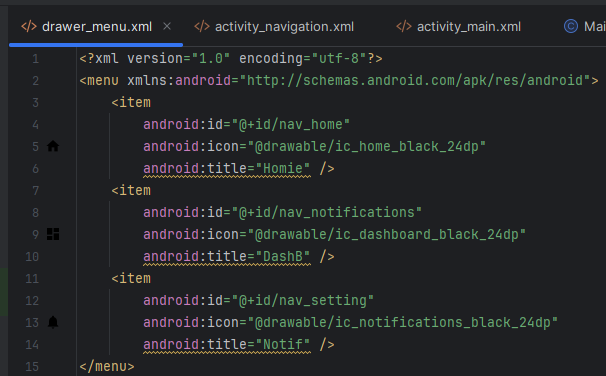 drawer_menu.xml activity_navigation.xml activity_main.xml Mai
1 <?xml version="1.0" encoding="utf-8"?>
2 <menu xmlns:android="http://schemas.android.com/apk/res/android">
3 <item
4 android:id="@+id/nav_home"
5 android:icon="@drawable/ic_home_black_24dp"
6 android:title="Homie" />
7 <item
8 android:id="@+id/nav_notifications"
9 android:icon="@drawable/ic_dashboard_black_24dp"
10 android:title="DashB" />
11 <item
12 android:id="@+id/nav_setting"
13 android:icon="@drawable/ic_notifications_black_24dp"
14 android:title="Notif" />
15 </menu>